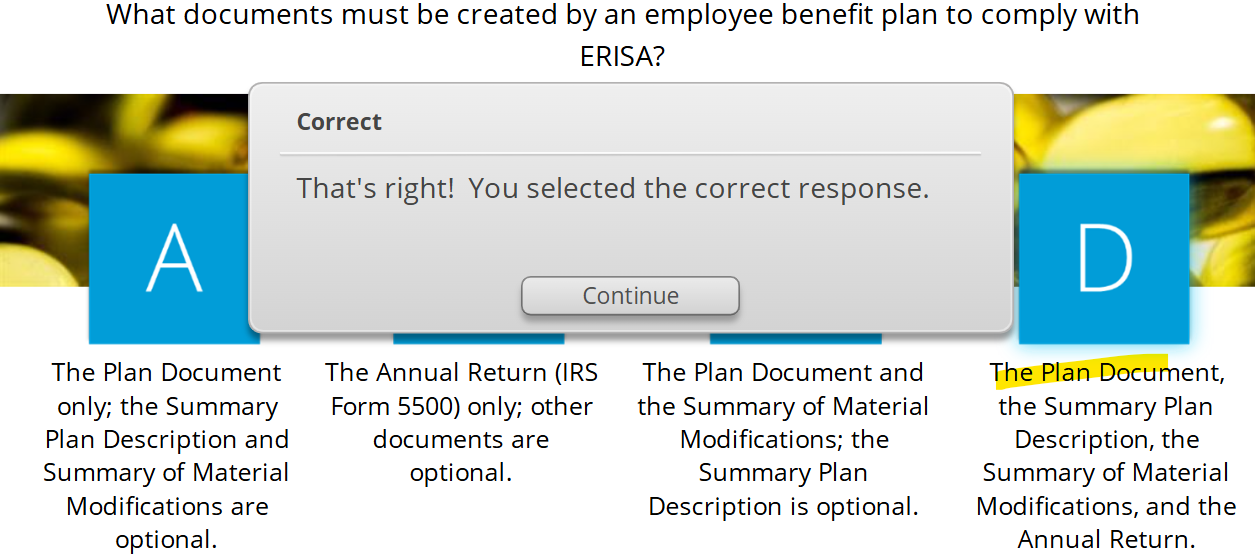 What documents must be created by an employee benefit plan to comply with
ERISA?
Correct
That's right!  You selected the correct response.
Continue
A
D
The Plan Document
only; the Summary
Plan Description and
Summary of Material
Modifications are
optional.
The Annual Return (IRS
Form 5500) only; other
documents are
optional.
The Plan Document and
the Summary of Material
Modifications; the
Summary Plan
Description is optional.
The Plan Document,
the Summary Plan
Description, the
Summary of Material
Modifications, and the
Annual Return.